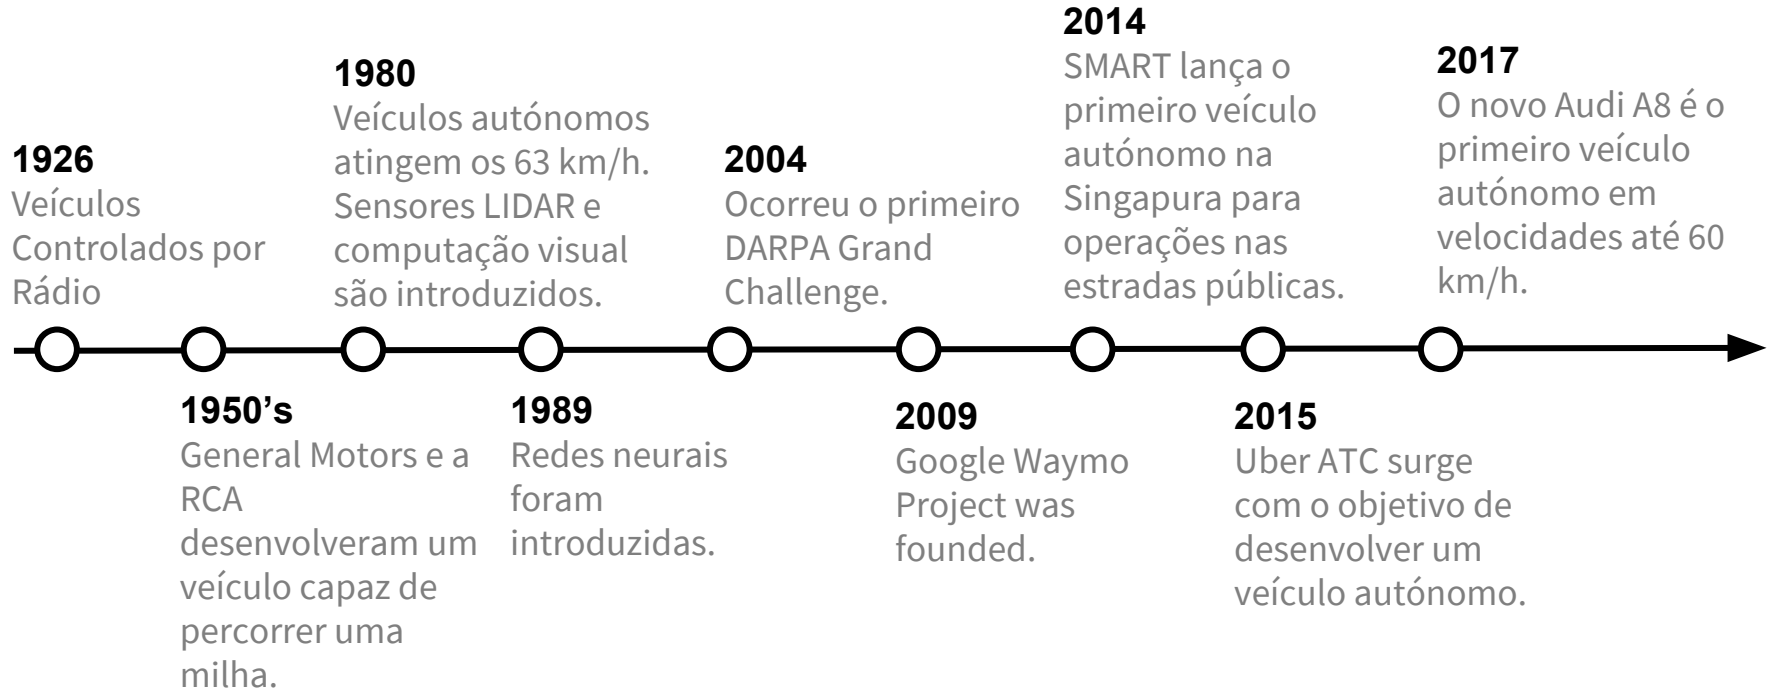 1926
Veículos
Controlados por
Rádio
1950’s
General Motors e a
RCA
desenvolveram um
veículo capaz de
percorrer uma
milha.
1980
Veículos autónomos
atingem os 63 km/h.
Sensores LIDAR e
computação visual
são introduzidos.
1989
Redes neurais
foram
introduzidas.
2004
Ocorreu o primeiro
DARPA Grand
Challenge.
2009
Google Waymo
Project was
founded.
2014
SMART lança o
primeiro veículo
autónomo na
Singapura para
operações nas
estradas públicas.
2015
Uber ATC surge
com o objetivo de
desenvolver um
veículo autónomo.
2017
O novo Audi A8 é o
primeiro veículo
autónomo em
velocidades até 60
km/h.